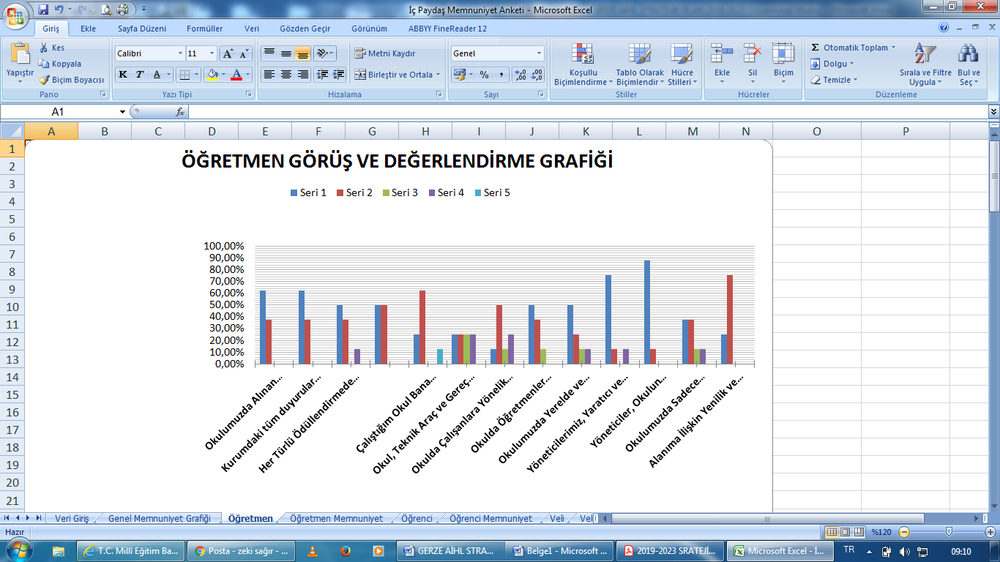 İç Paydaş Memnuniyet Anketi - Microsoft Excel
Giriş Ekle Sayfa Düzeni Formüller Veri Gözden Geçir Görünüm ABBYY FineReader 12
Yapıştır
Kes
Kopyala
Biçim Boyacısı
Pano
Calibri 11
K T A
Yazı Tipi
Metni Kaydır
Birleştir ve Ortala
Hizalama
Genel
Sayı
Koşullu Biçimlendirme
Tablo Olarak Biçimlendir
Hücre Stilleri
Stiller
Ekle Sil Biçim
Hücreler
Otomatik Toplam
Dolgu
Temizle
Sırala ve Filtre Uygula
Bul ve Seç
Düzenleme
A1
A B C D E F G H I J K L M N O P
1
2
3
4
5
6
7
8
9
10
11
12
13
14
15
16
17
18
19
20
21
ÖĞRETMEN GÖRÜŞ VE DEĞERLENDİRME GRAFİĞİ
Seri 1 Seri 2 Seri 3 Seri 4 Seri 5
100,00%
90,00%
80,00%
70,00%
60,00%
50,00%
40,00%
30,00%
20,00%
10,00%
0,00%
Okulumuzda Alınan...
Kurumdaki tüm duyurular...
Her Türlü Ödüllendirmede...
Çalıştığım Okul Bana...
Okul, Teknik Araç ve Gereç...
Okulda Çalışanlara Yönelik...
Okulda Öğretmenler...
Okulumuzda Yerelde ve...
Yöneticilerimiz, Yaratıcı ve...
Yöneticiler, Okulun...
Okulumuzda Sadece...
Alanıma İlişkin Yenilik ve...
Veri Giriş Genel Memnuniyet Grafiği Öğretmen Öğretmen Memnuniyet Öğrenci Öğrenci Memnuniyet Veli Vel
Hazır
%120
T.C. Millî Eğitim Ba...
Posta - zeki sağır - ...
GERZE AİHL STRA...
Belge1 - Microsoft ...
2019-2023 SRATEJİ...
Microsoft Excel - İ...
TR
09:10